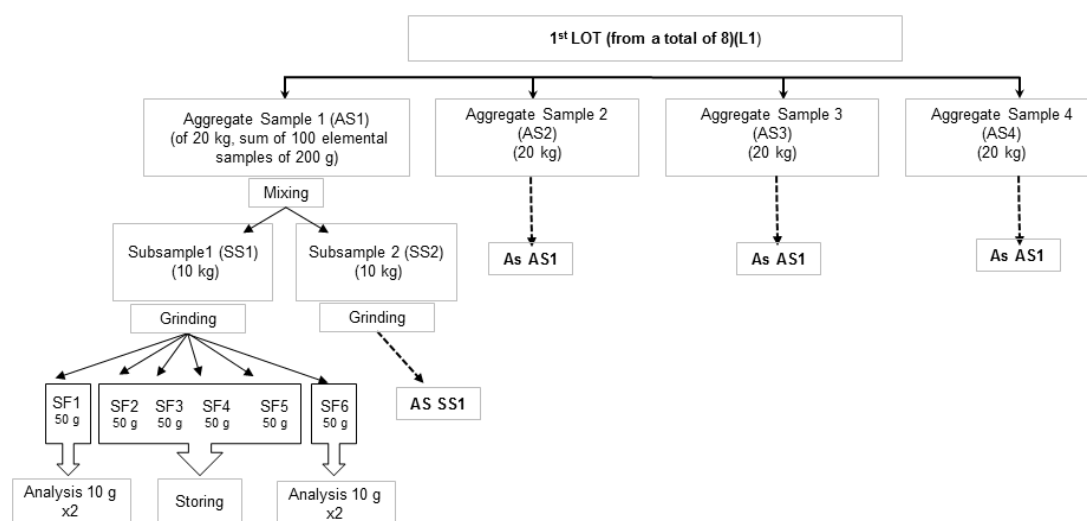 1st LOT (from a total of 8)(L1)
Aggregate Sample 1 (AS1)
(of 20 kg, sum of 100 elemental
samples of 200 g)
Aggregate Sample 2
(AS2)
(20 kg)
Aggregate Sample 3
(AS3)
(20 kg)
Aggregate Sample 4
(AS4)
(20 kg)
Mixing
Subsample1 (SS1)
(10 kg)
Subsample 2 (SS2)
(10 kg)
As AS1
As AS1
As AS1
Grinding
Grinding
SF1
50 g
SF2
50 g
SF3
50 g
SF4
50 g
SF5
50 g
SF6
50 g
AS SS1
Analysis 10 g
x2
Storing
Analysis 10 g
x2